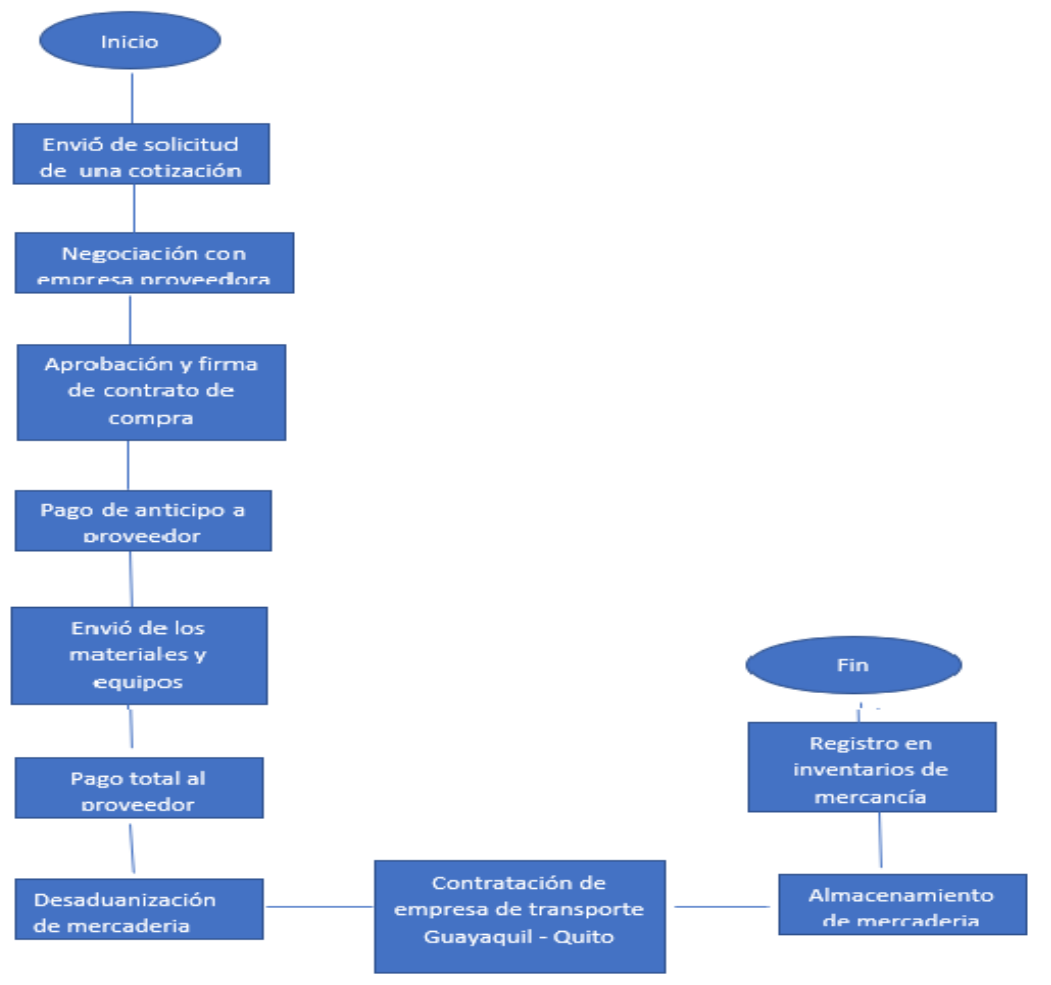 Inicio
Envió de solicitud
de una cotización
Negociación con
empresa proveedora
Aprobación y firma
de contrato de
compra
Pago de anticipo a
proveedor
Envió de los
materiales y
equipos
Pago total al
proveedor
Desaduanización
de mercaderia
Contratación de
empresa de transporte
Guayaquil - Quito
Almacenamiento
de mercaderia
Registro en
inventarios de
mercancía
Fin